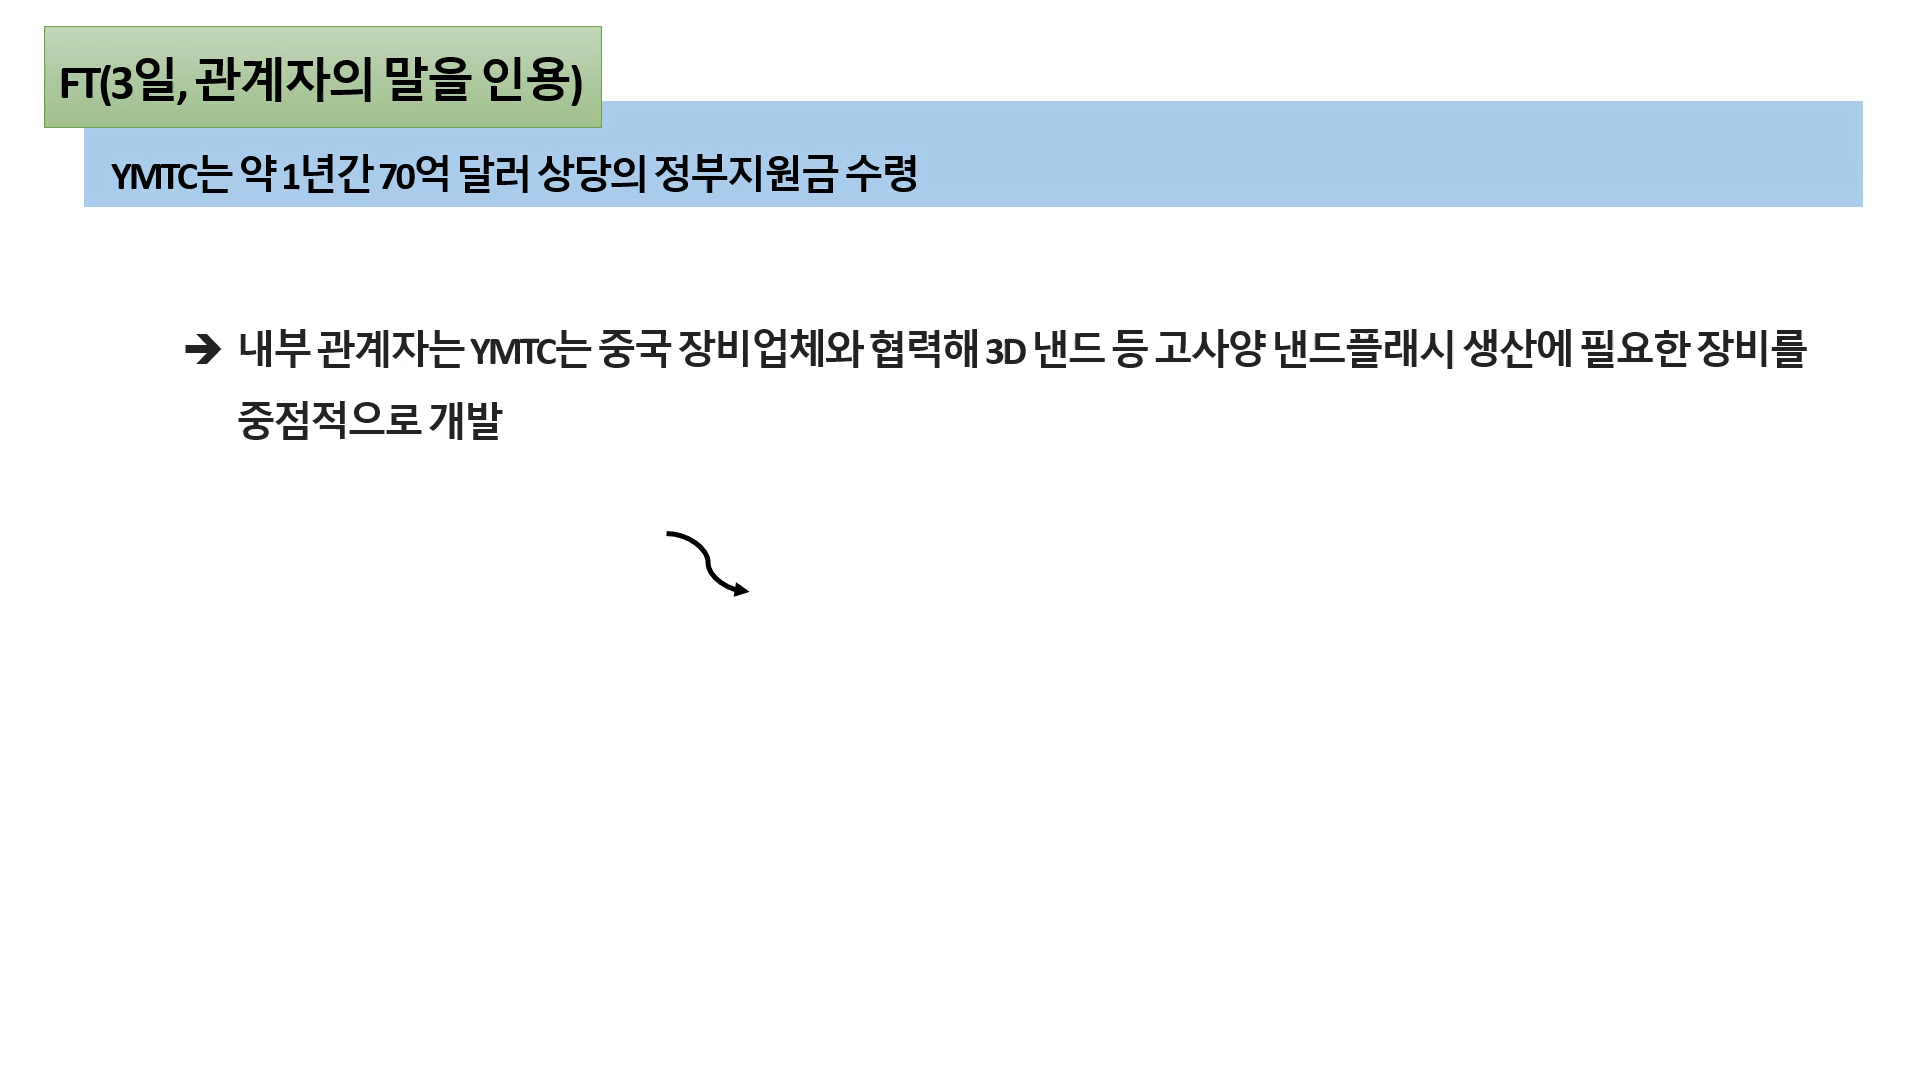 FT(3일, 관계자의 말을 인용)
YMTC는 약 1년간 70억 달러 상당의 정부지원금 수령
➔ 내부 관계자는 YMTC는 중국 장비업체와 협력해 3D 낸드 등 고사양 낸드플래시 생산에 필요한 장비를
중점적으로 개발